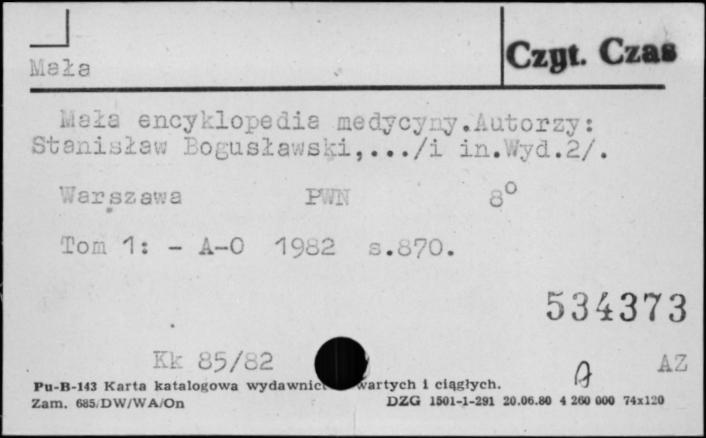 Czyt. Czas
Mała
Mała encyklopedia medycyny.Autorzy:
Stanisław Bogusławski,.../i in.Wyd.2/.
Warszawa PWN 8°
Tom 1: - A-O 1982 s.870.
534373
Kk 85/82 AZ
Pu-B-143 Karta katalogowa wydawnict wartych i ciągłych.
Zam. 685/DW/WA/On DZG 1501-1-291 20.06.80 4 260 000 74x120